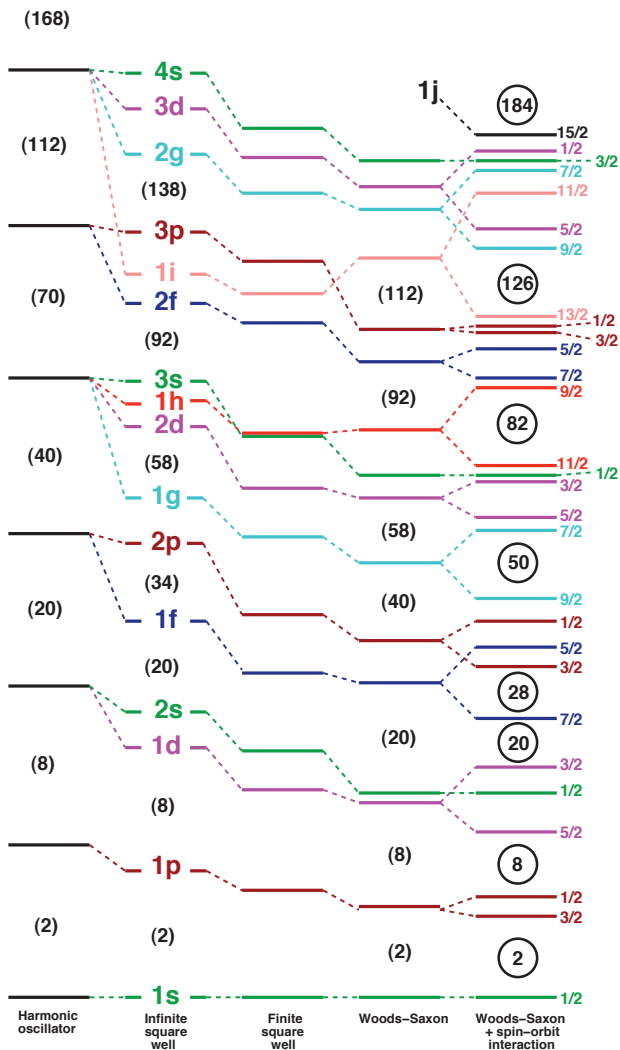 (168)
4s
3d
2g
(112)
(138)
1j
184
15/2
1/2
3/2
7/2
11/2
5/2
9/2
3p
1i
2f
(70)
(92)
(112)
126
13/2
1/2
3/2
5/2
7/2
3s
1h
2d
(40)
(58)
1g
(92)
82
9/2
11/2
1/2
3/2
5/2
7/2
2p
(34)
1f
(20)
(20)
(58)
(40)
50
9/2
1/2
5/2
3/2
28
7/2
20
2s
1d
(8)
(8)
(20)
3/2
1/2
5/2
1p
(8)
8
1/2
3/2
(2)
(2)
(2)
2
1s
1/2
Harmonic
oscillator
Infinite
square
well
Finite
square
well
Woods-Saxon
Woods-Saxon
+ spin-orbit
interaction